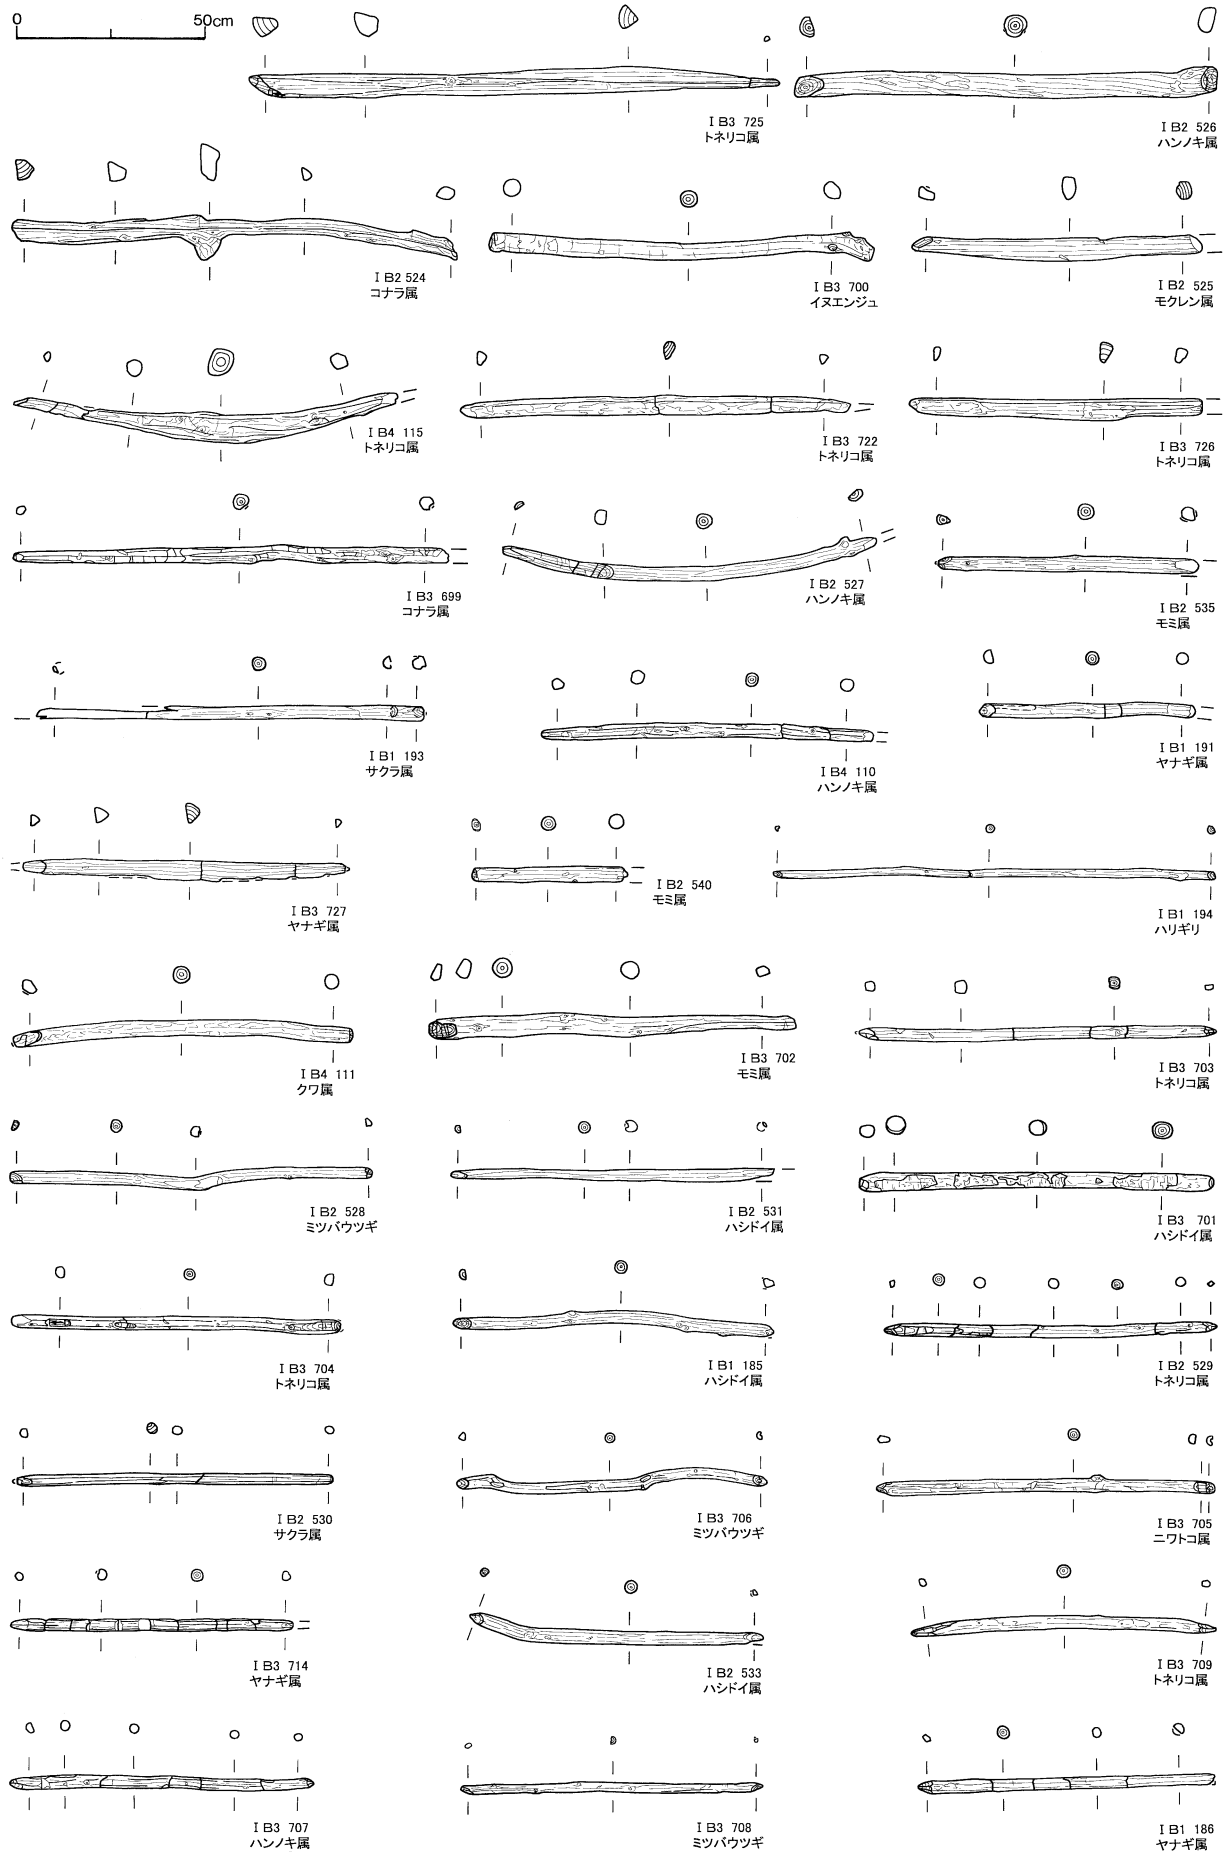 0 50cm
I B3 725
トネリコ属
I B2 526
ハンノキ属
I B2 524
コナラ属
I B3 700
イヌエンジュ
I B2 525
モクレン属
I B4 115
トネリコ属
I B3 722
トネリコ属
I B3 726
トネリコ属
I B3 699
コナラ属
I B2 527
ハンノキ属
I B2 535
モミ属
I B1 193
サクラ属
I B4 110
ハンノキ属
I B1 191
ヤナギ属
I B3 727
ヤナギ属
I B2 540
モミ属
I B1 194
ハリギリ
I B4 111
クワ属
I B3 702
モミ属
I B3 703
トネリコ属
I B2 528
ミツバウツギ
I B2 531
ハシドイ属
I B3 701
ハシドイ属
I B3 704
トネリコ属
I B1 185
ハシドイ属
I B2 529
トネリコ属
I B2 530
サクラ属
I B3 706
ミツバウツギ
I B3 705
ニワトコ属
I B3 714
ヤナギ属
I B2 533
ハシドイ属
I B3 709
トネリコ属
I B3 707
ハンノキ属
I B3 708
ミツバウツギ
I B1 186
ヤナギ属